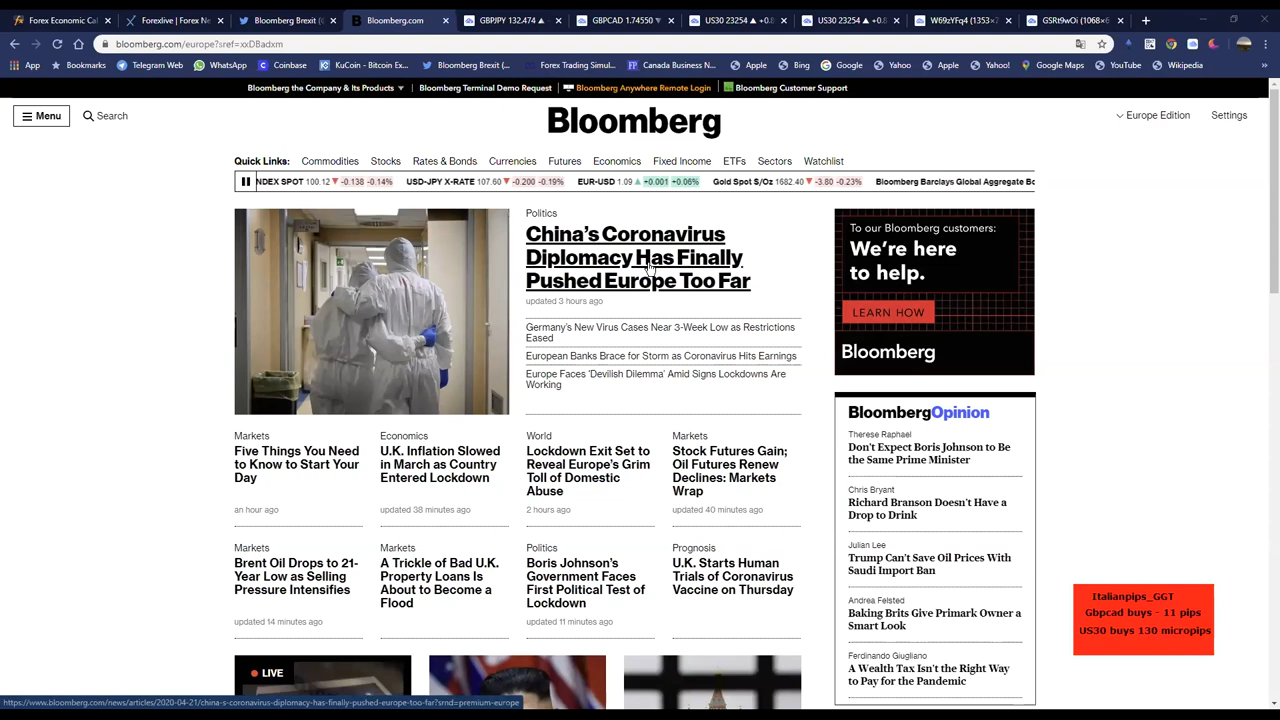 Forexlive | Forex Ne
Bloomberg Brexit (
Bloomberg.com
GBPJPY 132.474 ▲ +0.
GBPCAD 1.74550 ▼
US30 23254 ▲ +0.8
US30 23254 ▲ +0.8
W69zYFq4 (1353×
GSRt9wOi (1068×6
bloomberg.com/europe?sref=xxDBadxm
App
Bookmarks
Telegram Web
WhatsApp
Coinbase
KuCoin - Bitcoin Ex...
Bloomberg Brexit (...
Forex Trading Simul...
Canada Business N...
Apple
Bing
Google
Yahoo
Apple
Yahoo!
Google Maps
YouTube
Wikipedia
Bloomberg the Company & Its Products ▼
Bloomberg Terminal Demo Request
Bloomberg Anywhere Remote Login
Bloomberg Customer Support
Menu
Search
Bloomberg
Europe Edition
Settings
Quick Links: Commodities Stocks Rates & Bonds Currencies Futures Economics Fixed Income ETFs Sectors Watchlist
NDEX SPOT 100.12 ▼ -0.138 -0.14% USD-JPY X-RATE 107.60 ▼ -0.200 -0.19% EUR-USD 1.09 ▲ +0.001 +0.06% Gold Spot $/Oz 1682.40 ▼ -3.80 -0.23% Bloomberg Barclays Global Aggregate Bo
Politics
China's Coronavirus
Diplomacy Has Finally
Pushed Europe Too Far
updated 3 hours ago
Germany's New Virus Cases Near 3-Week Low as Restrictions
Eased
European Banks Brace for Storm as Coronavirus Hits Earnings
Europe Faces 'Devilish Dilemma' Amid Signs Lockdowns Are
Working
To our Bloomberg customers:
We're here
to help.
LEARN HOW
Bloomberg
Markets
Five Things You Need
to Know to Start Your
Day
an hour ago
Economics
U.K. Inflation Slowed
in March as Country
Entered Lockdown
updated 38 minutes ago
World
Lockdown Exit Set to
Reveal Europe's Grim
Toll of Domestic
Abuse
2 hours ago
Markets
Stock Futures Gain;
Oil Futures Renew
Declines: Markets
Wrap
updated 40 minutes ago
Markets
Brent Oil Drops to 21-
Year Low as Selling
Pressure Intensifies
updated 14 minutes ago
Markets
A Trickle of Bad U.K.
Property Loans Is
About to Become a
Flood
Politics
Boris Johnson's
Government Faces
First Political Test of
Lockdown
updated 11 minutes ago
Prognosis
U.K. Starts Human
Trials of Coronavirus
Vaccine on Thursday
BloombergOpinion
Therese Raphael
Don't Expect Boris Johnson to Be
the Same Prime Minister
Chris Bryant
Richard Branson Doesn't Have a
Drop to Drink
Julian Lee
Trump Can't Save Oil Prices With
Saudi Import Ban
Andrea Felsted
Baking Brits Give Primark Owner a
Smart Look
Ferdinando Giugliano
A Wealth Tax Isn't the Right Way
to Pay for the Pandemic
Italianpips_GGT
Gbpcad buys - 11 pips
US30 buys 130 micropips
LIVE
https://www.bloomberg.com/news/articles/2020-04-21/china-s-coronavirus-diplomacy-has-finally-pushed-europe-too-far?srnd=premium-europe